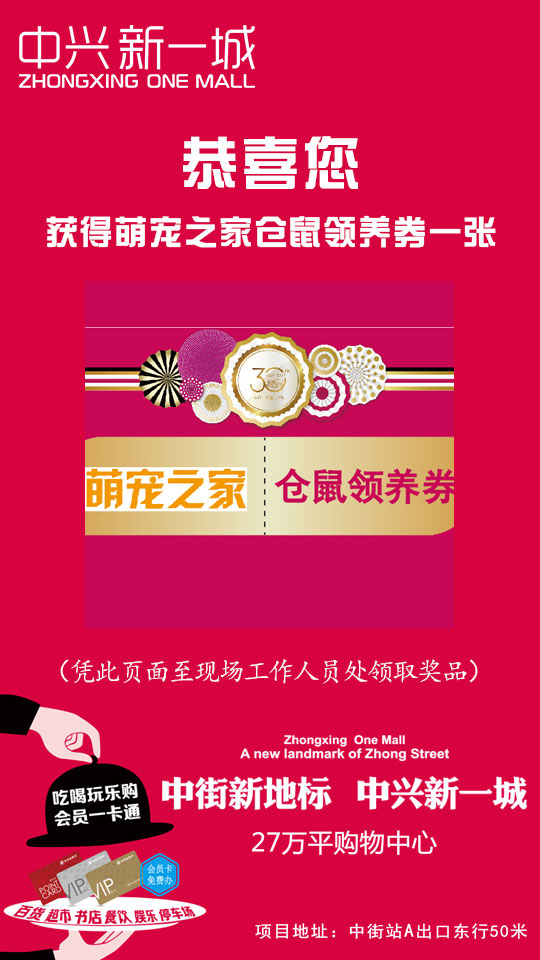 中兴新一城
ZHONGXING ONE MALL
恭喜您
获得萌宠之家仓鼠领养券一张
30
萌宠之家
仓鼠领养券
（凭此页面至现场工作人员处领取奖品）
Zhongxing One Mall
A new landmark of Zhong Street
中街新地标 中兴新一城
27万平购物中心
吃喝玩乐购
会员一卡通
POINT
CARD
VIP
VIP
会员卡
免费办
百货 超市 书店 餐饮 娱乐 停车场
项目地址：中街站A出口东行50米